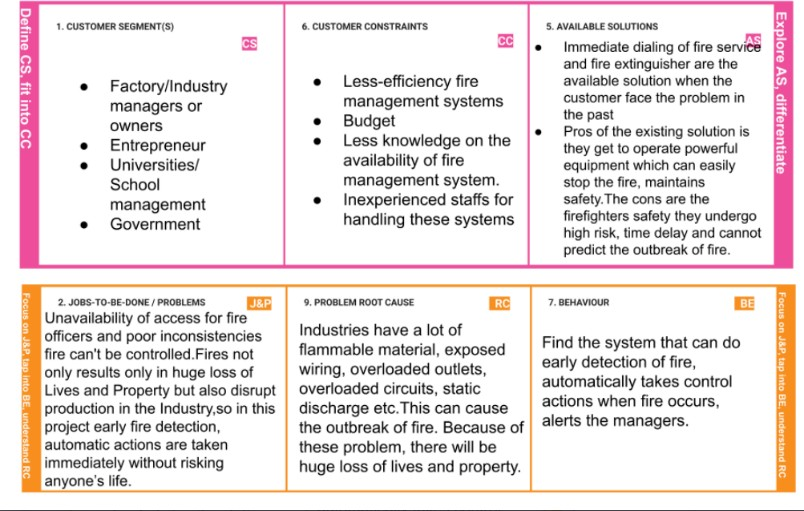 Define CS, fit into CC
1. CUSTOMER SEGMENT(S)
CS
● Factory/Industry
managers or
owners
● Entrepreneur
● Universities/
School
management
● Government
6. CUSTOMER CONSTRAINTS
CC
● Less-efficiency fire
management systems
● Budget
● Less knowledge on the
availability of fire
management system.
● Inexperienced staffs for
handling these systems
5. AVAILABLE SOLUTIONS
AS
● Immediate dialing of fire service
and fire extinguisher are the
available solution when the
customer face the problem in
the past
● Pros of the existing solution is
they get to operate powerful
equipment which can easily
stop the fire, maintains
safety.The cons are the
firefighters safety they undergo
high risk, time delay and cannot
predict the outbreak of fire.
Explore AS, differentiate
Focus on J&P, tap into BE, understand RC
2. JOBS-TO-BE-DONE / PROBLEMS
J&P
Unavailability of access for fire
officers and poor inconsistencies
fire can't be controlled.Fires not
only results only in huge loss of
Lives and Property but also disrupt
production in the Industry,so in this
project early fire detection,
automatic actions are taken
immediately without risking
anyone's life.
9. PROBLEM ROOT CAUSE
RC
Industries have a lot of
flammable material, exposed
wiring, overloaded outlets,
overloaded circuits, static
discharge etc.This can cause
the outbreak of fire. Because of
these problem, there will be
huge loss of lives and property.
7. BEHAVIOUR
BE
Find the system that can do
early detection of fire,
automatically takes control
actions when fire occurs,
alerts the managers.
Focus on J&P, tap into BE, understand RC